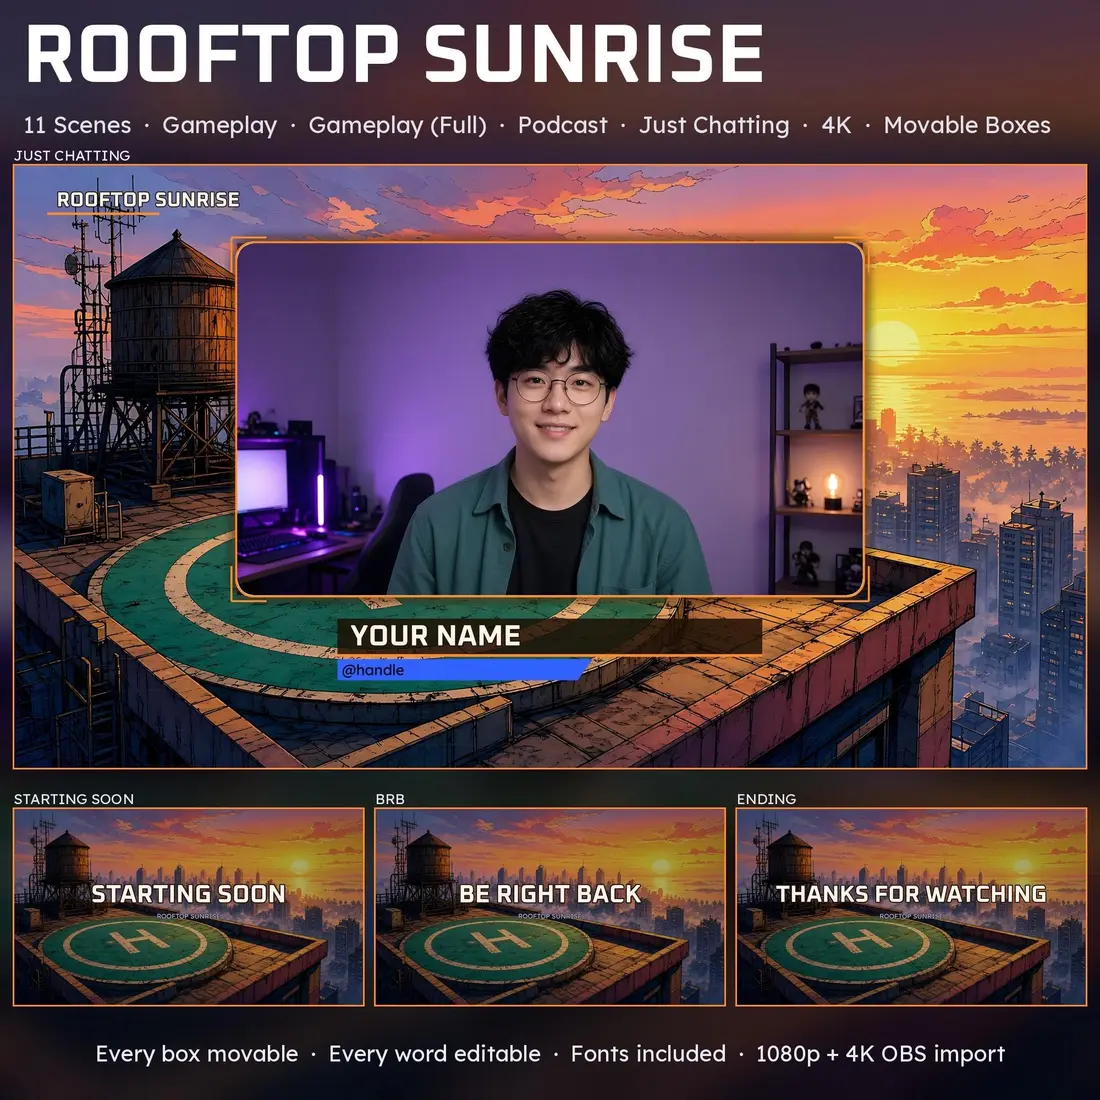 ROOFTOP SUNRISE
11 Scenes · Gameplay · Gameplay (Full) · Podcast · Just Chatting · 4K · Movable Boxes
JUST CHATTING
ROOFTOP SUNRISE
YOUR NAME
@handle
STARTING SOON
BRB
ENDING
STARTING SOON
ROOFTOP SUNRISE
BE RIGHT BACK
ROOFTOP SUNRISE
THANKS FOR WATCHING
ROOFTOP SUNRISE
H
H
H
Every box movable · Every word editable · Fonts included · 1080p + 4K OBS import